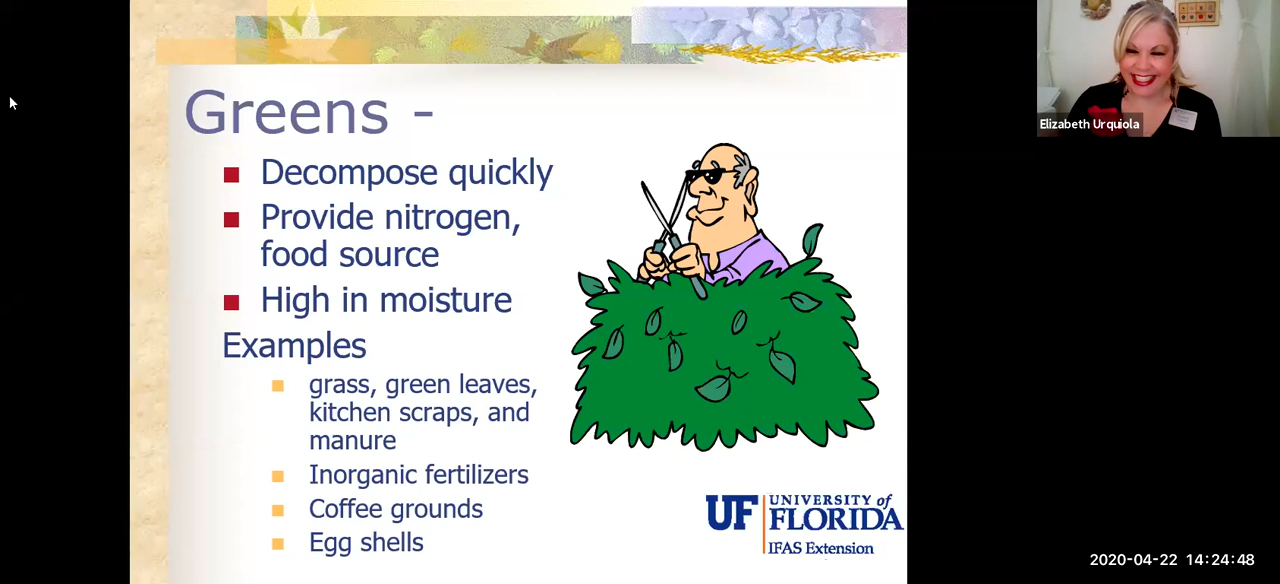 Greens -
Decompose quickly
Provide nitrogen,
food source
High in moisture
Examples
grass, green leaves,
kitchen scraps, and
manure
Inorganic fertilizers
Coffee grounds
Egg shells
UF UNIVERSITY of
FLORIDA
IFAS Extension
Elizabeth Urquiola
2020-04-22 14:24:48